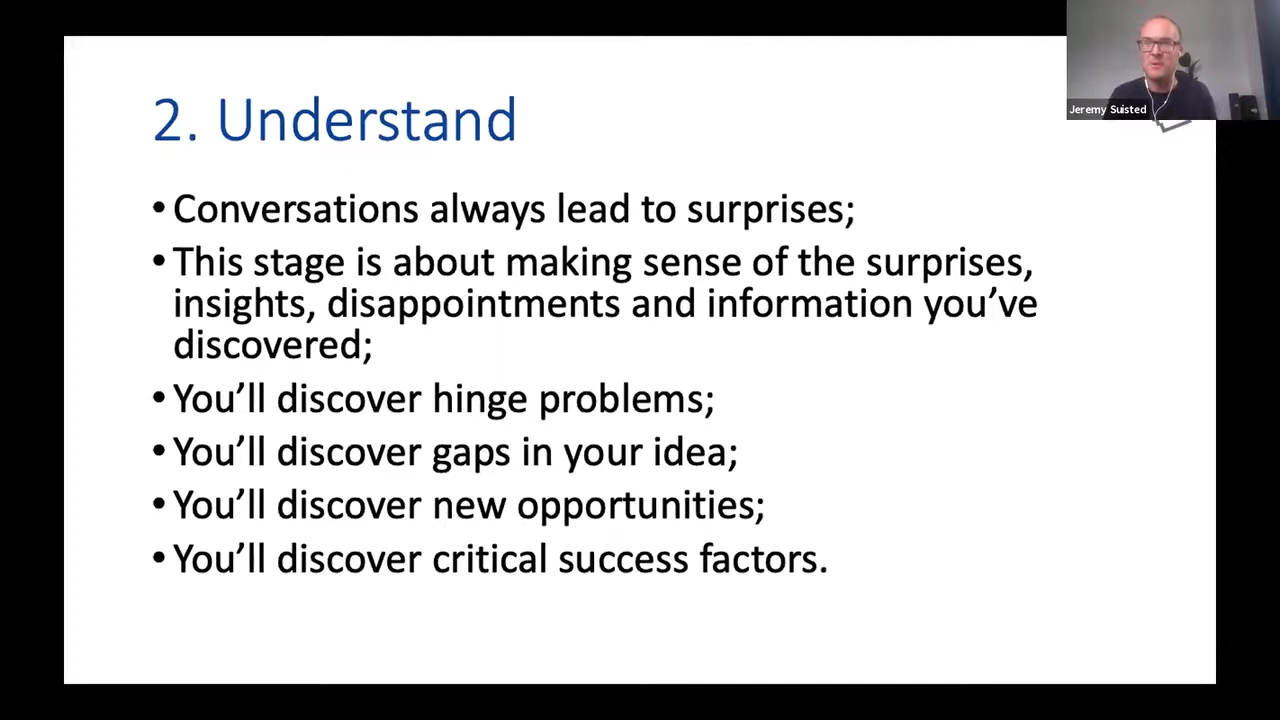 2. Understand
Jeremy Suisted
• Conversations always lead to surprises;
• This stage is about making sense of the surprises,
insights, disappointments and information you’ve
discovered;
• You’ll discover hinge problems;
• You’ll discover gaps in your idea;
• You’ll discover new opportunities;
• You’ll discover critical success factors.